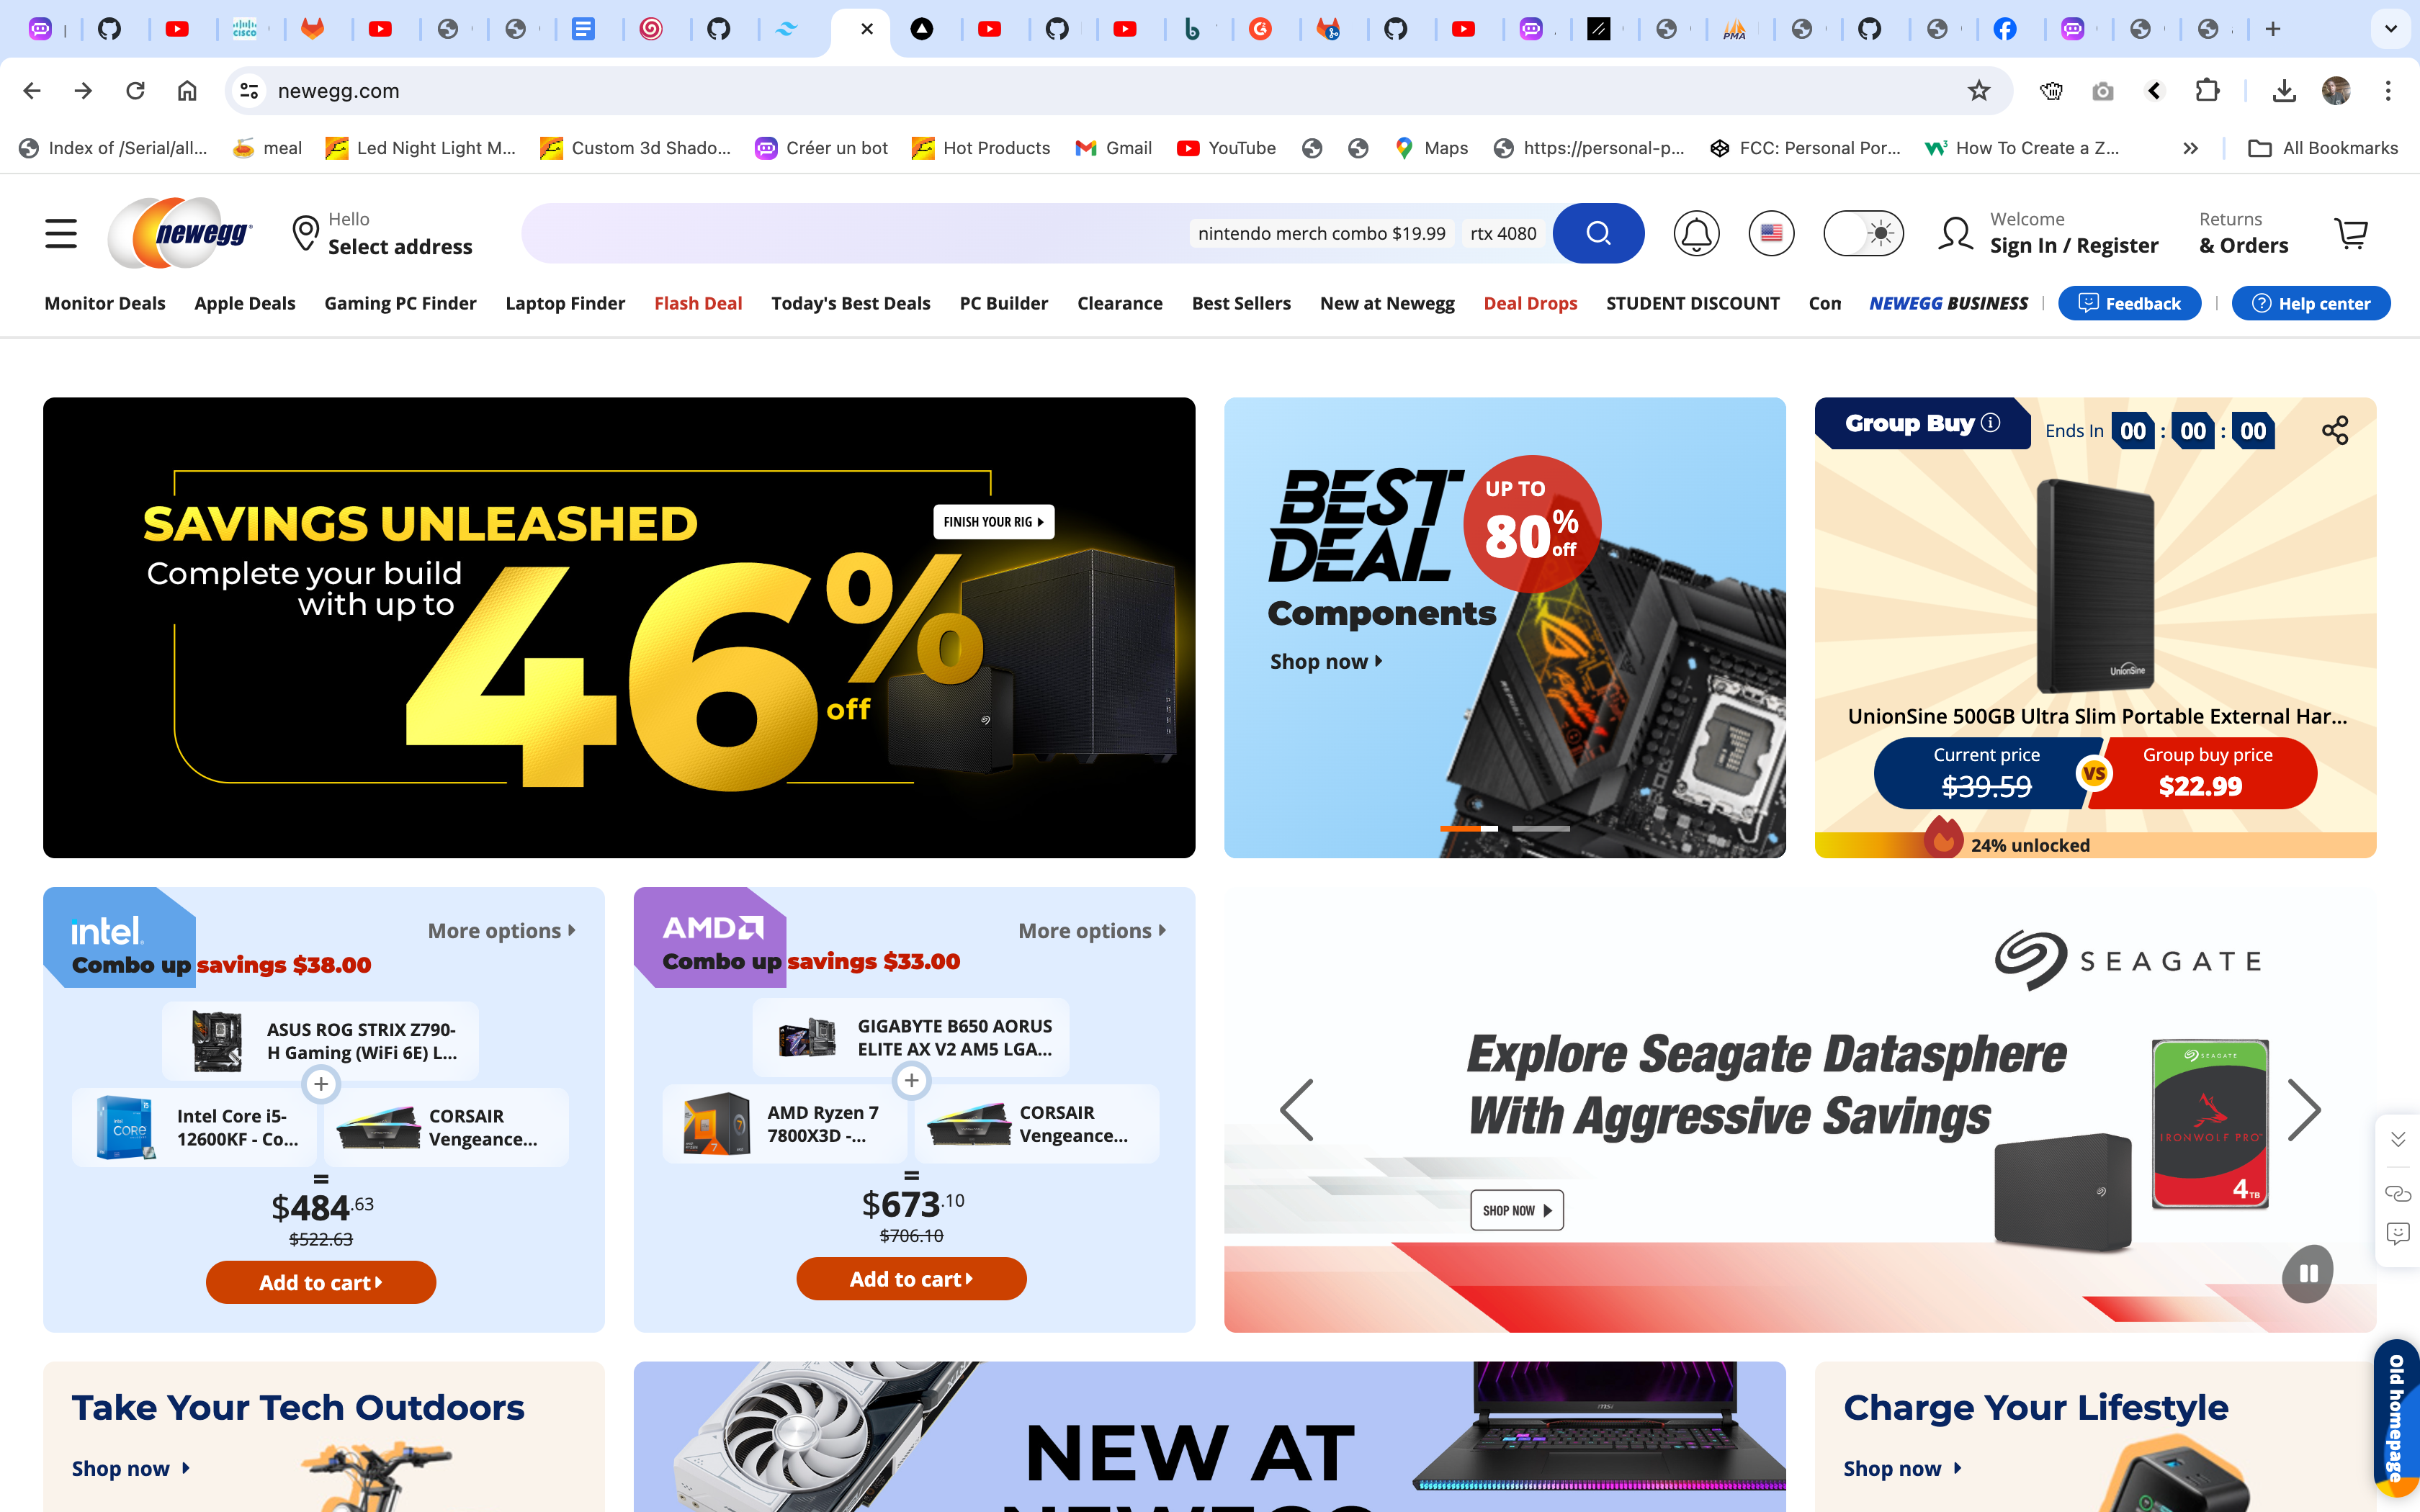 newegg.com
Index of /Serial/all...
meal
Led Night Light M...
Custom 3d Shado...
Créer un bot
Hot Products
Gmail
YouTube
Maps
https://personal-p...
FCC: Personal Por...
How To Create a Z...
All Bookmarks
newegg
Hello
Select address
nintendo merch combo $19.99
rtx 4080
Welcome
Sign In / Register
Returns
& Orders
Monitor Deals
Apple Deals
Gaming PC Finder
Laptop Finder
Flash Deal
Today's Best Deals
PC Builder
Clearance
Best Sellers
New at Newegg
Deal Drops
STUDENT DISCOUNT
Con
NEWEGG BUSINESS
Feedback
Help center
SAVINGS UNLEASHED
Complete your build
with up to
46%
off
FINISH YOUR RIG
BEST
DEAL
UP TO
80%
off
Components
Shop now
Group Buy
Ends In 00 : 00 : 00
UnionSine
UnionSine 500GB Ultra Slim Portable External Har...
Current price
$39.59
VS
Group buy price
$22.99
24% unlocked
intel.
More options
Combo up savings $38.00
ASUS ROG STRIX Z790-
H Gaming (WiFi 6E) L...
Intel Core i5-
12600KF - Co...
CORSAIR
Vengeance...
=
$484.63
$522.63
Add to cart
AMD
More options
Combo up savings $33.00
GIGABYTE B650 AORUS
ELITE AX V2 AM5 LGA...
AMD Ryzen 7
7800X3D -...
CORSAIR
Vengeance...
=
$673.10
$706.10
Add to cart
SEAGATE
Explore Seagate Datasphere
With Aggressive Savings
SHOP NOW
SEAGATE
IRONWOLF PRO
4TB
Old homepage
Take Your Tech Outdoors
Shop now
NEW AT
NEWEGG
Charge Your Lifestyle
Shop now